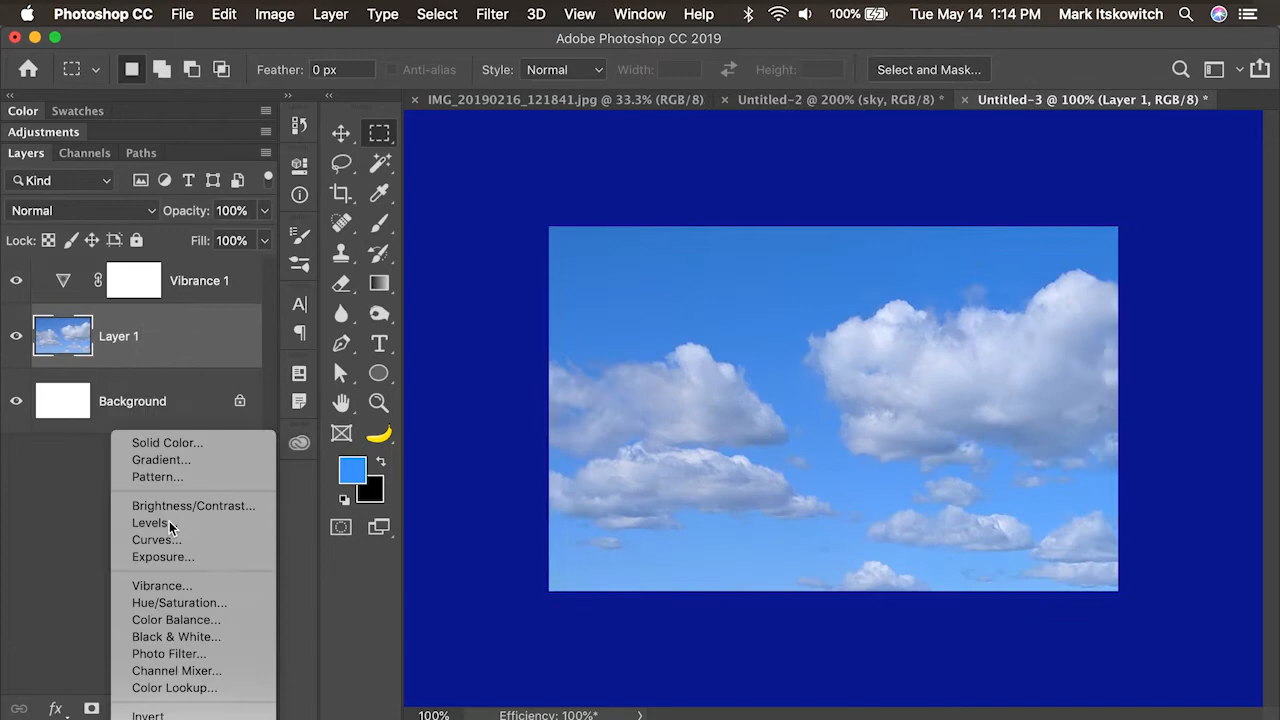 Photoshop CC File Edit Image Layer Type Select Filter 3D View Window Help 100% Tue May 14 1:14 PM Mark Itskowitch
Adobe Photoshop CC 2019
Feather: 0 px Anti-alias Style: Normal Width: Height: Select and Mask...
IMG_20190216_121841.jpg @ 33.3% (RGB/8) Untitled-2 @ 200% (sky, RGB/8) * Untitled-3 @ 100% (Layer 1, RGB/8) *
Color Swatches
Adjustments
Layers Channels Paths
Kind
Normal Opacity: 100%
Lock: Fill: 100%
Vibrance 1
Layer 1
Background
Solid Color...
Gradient...
Pattern...
Brightness/Contrast...
Levels...
Curves...
Exposure...
Vibrance...
Hue/Saturation...
Color Balance...
Black & White...
Photo Filter...
Channel Mixer...
Color Lookup...
Invert
fx
100% Efficiency: 100%*